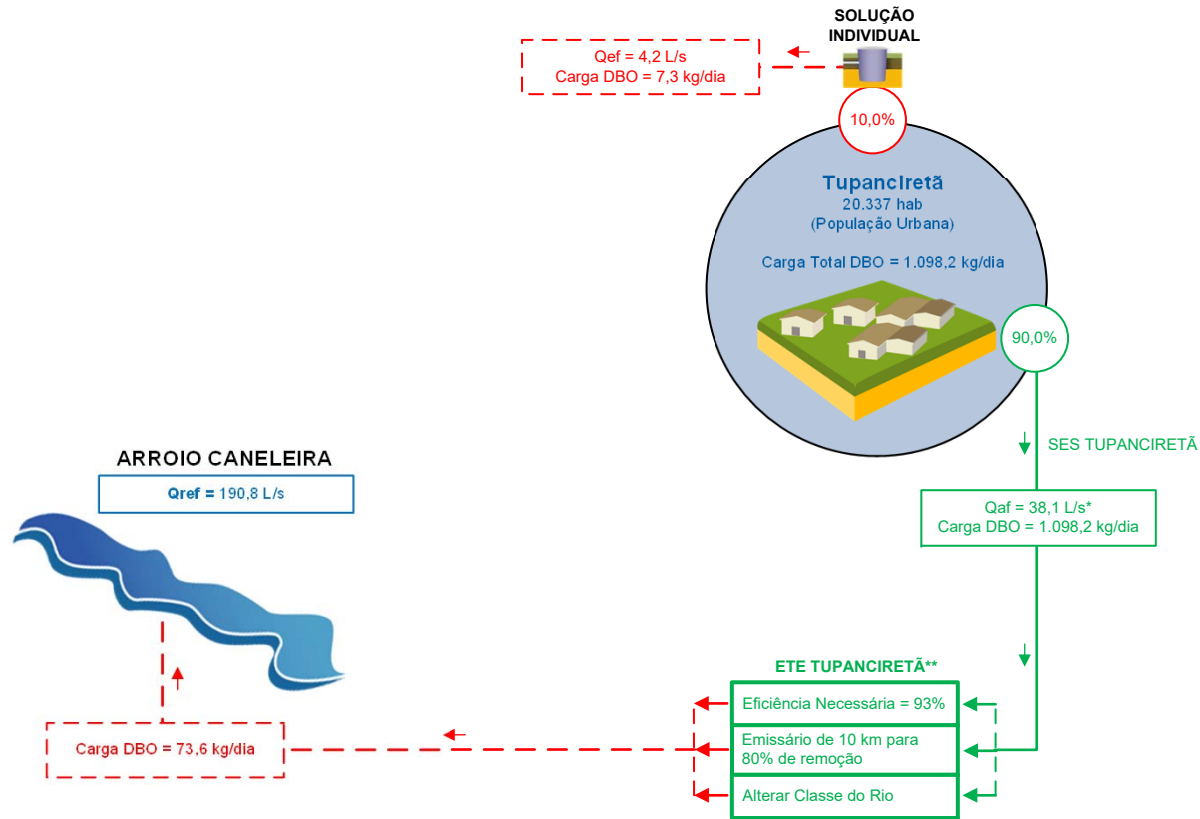 SOLUÇÃO
INDIVIDUAL
Qef = 4,2 L/s
Carga DBO = 7,3 kg/dia
10,0%
Tupanciretã
20.337 hab
(População Urbana)
Carga Total DBO = 1.098,2 kg/dia
90,0%
SES TUPANCIRETÃ
ARROIO CANELEIRA
Qref = 190,8 L/s
Qaf = 38,1 L/s*
Carga DBO = 1.098,2 kg/dia
ETE TUPANCIRETÃ**
Eficiência Necessária = 93%
Emissário de 10 km para
80% de remoção
Alterar Classe do Rio
Carga DBO = 73,6 kg/dia